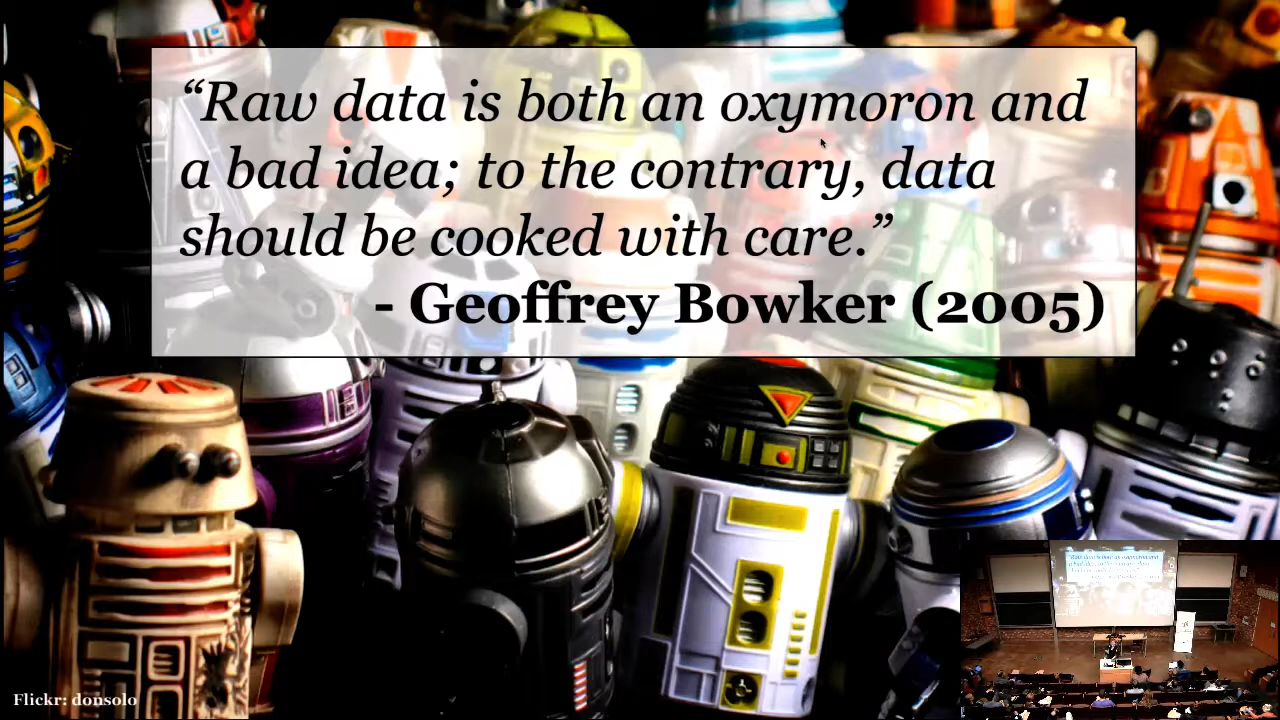 “Raw data is both an oxymoron and
a bad idea; to the contrary, data
should be cooked with care.”
- Geoffrey Bowker (2005)
Flickr: donsolo